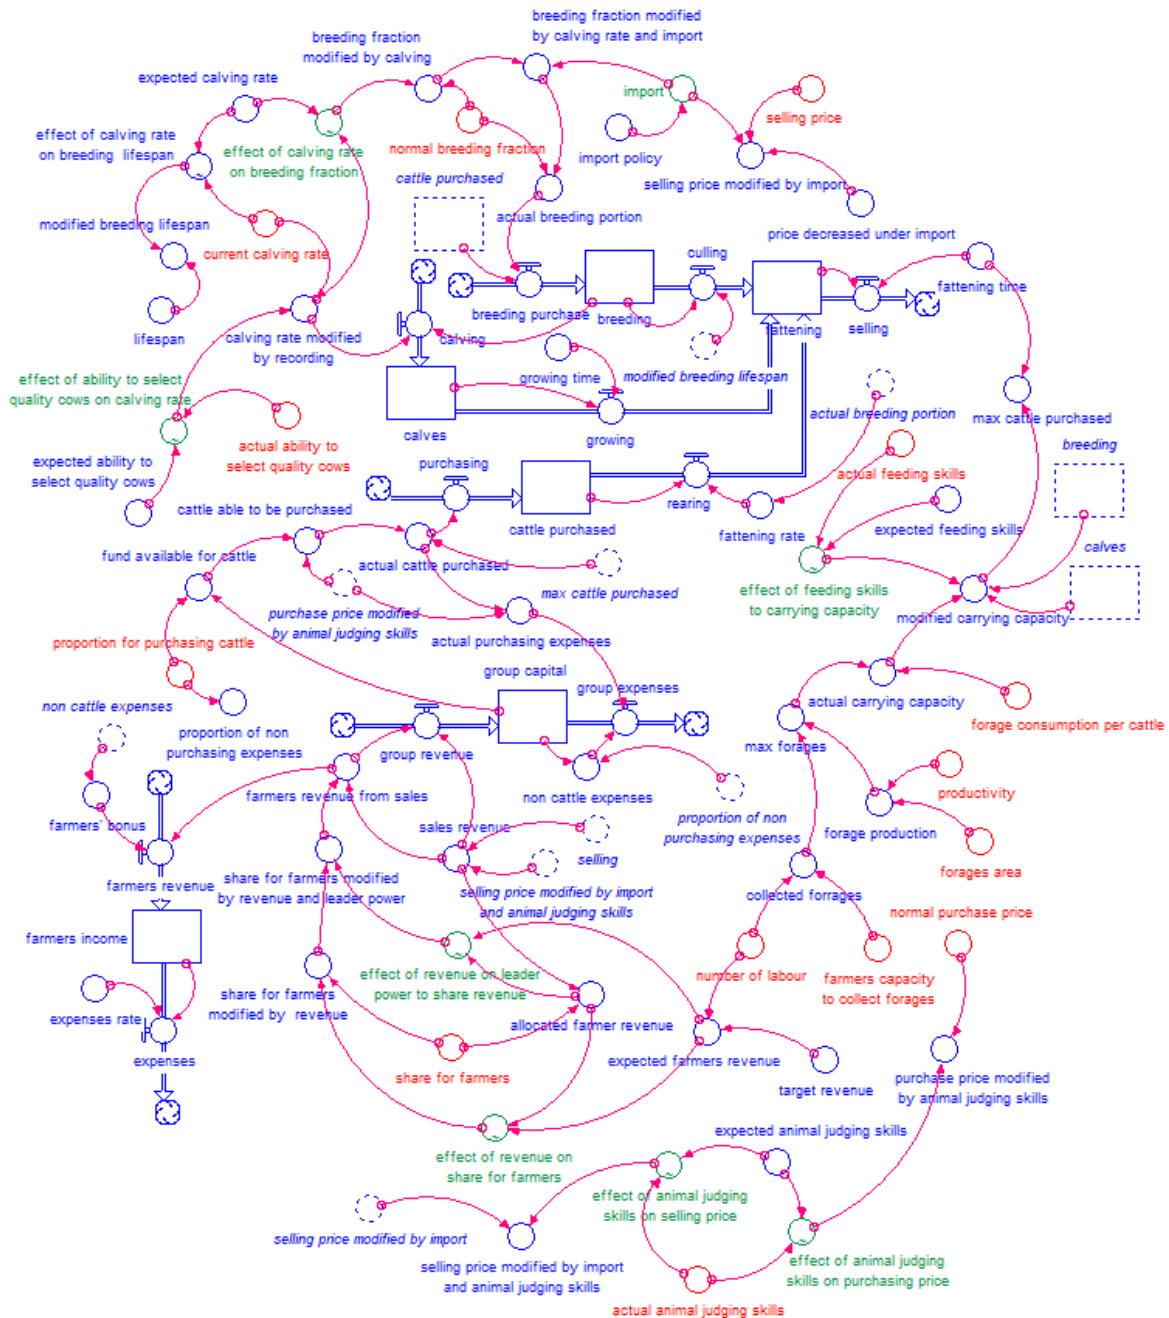 breeding fraction modified
by calving rate and import
breeding fraction
modified by calving
expected calving rate
import
selling price
effect of calving rate
on breeding lifespan
effect of calving rate
on breeding fraction
normal breeding fraction
import policy
cattle purchased
selling price modified by import
modified breeding lifespan
actual breeding portion
current calving rate
culling
price decreased under import
fattening time
breeding purchase
breeding
fattening
selling
lifespan
calving rate modified
by recording
calving
growing time
modified breeding lifespan
effect of ability to select
quality cows on calving rate
actual breeding portion
max cattle purchased
calves
growing
actual ability to
select quality cows
breeding
expected ability to
select quality cows
purchasing
actual feeding skills
cattle able to be purchased
cattle purchased
rearing
fattening rate
expected feeding skills
calves
fund available for cattle
actual cattle purchased
max cattle purchased
effect of feeding skills
to carrying capacity
purchase price modified
by animal judging skills
modified carrying capacity
proportion for purchasing cattle
actual purchasing expenses
group capital
group expenses
actual carrying capacity
non cattle expenses
forage consumption per cattle
proportion of non
purchasing expenses
group revenue
max forages
farmers revenue from sales
non cattle expenses
productivity
farmers' bonus
sales revenue
proportion of non
purchasing expenses
forage production
selling
forages area
farmers revenue
share for farmers modified
by revenue and leader power
selling price modified by import
and animal judging skills
collected forrages
normal purchase price
farmers income
effect of revenue on leader
power to share revenue
number of labour
farmers capacity
to collect forages
share for farmers
modified by revenue
expenses rate
allocated farmer revenue
expenses
expected farmers revenue
share for farmers
target revenue
purchase price modified
by animal judging skills
expected animal judging skills
effect of revenue on
share for farmers
effect of animal judging
skills on selling price
selling price modified by import
selling price modified by import
and animal judging skills
effect of animal judging
skills on purchasing price
actual animal judging skills